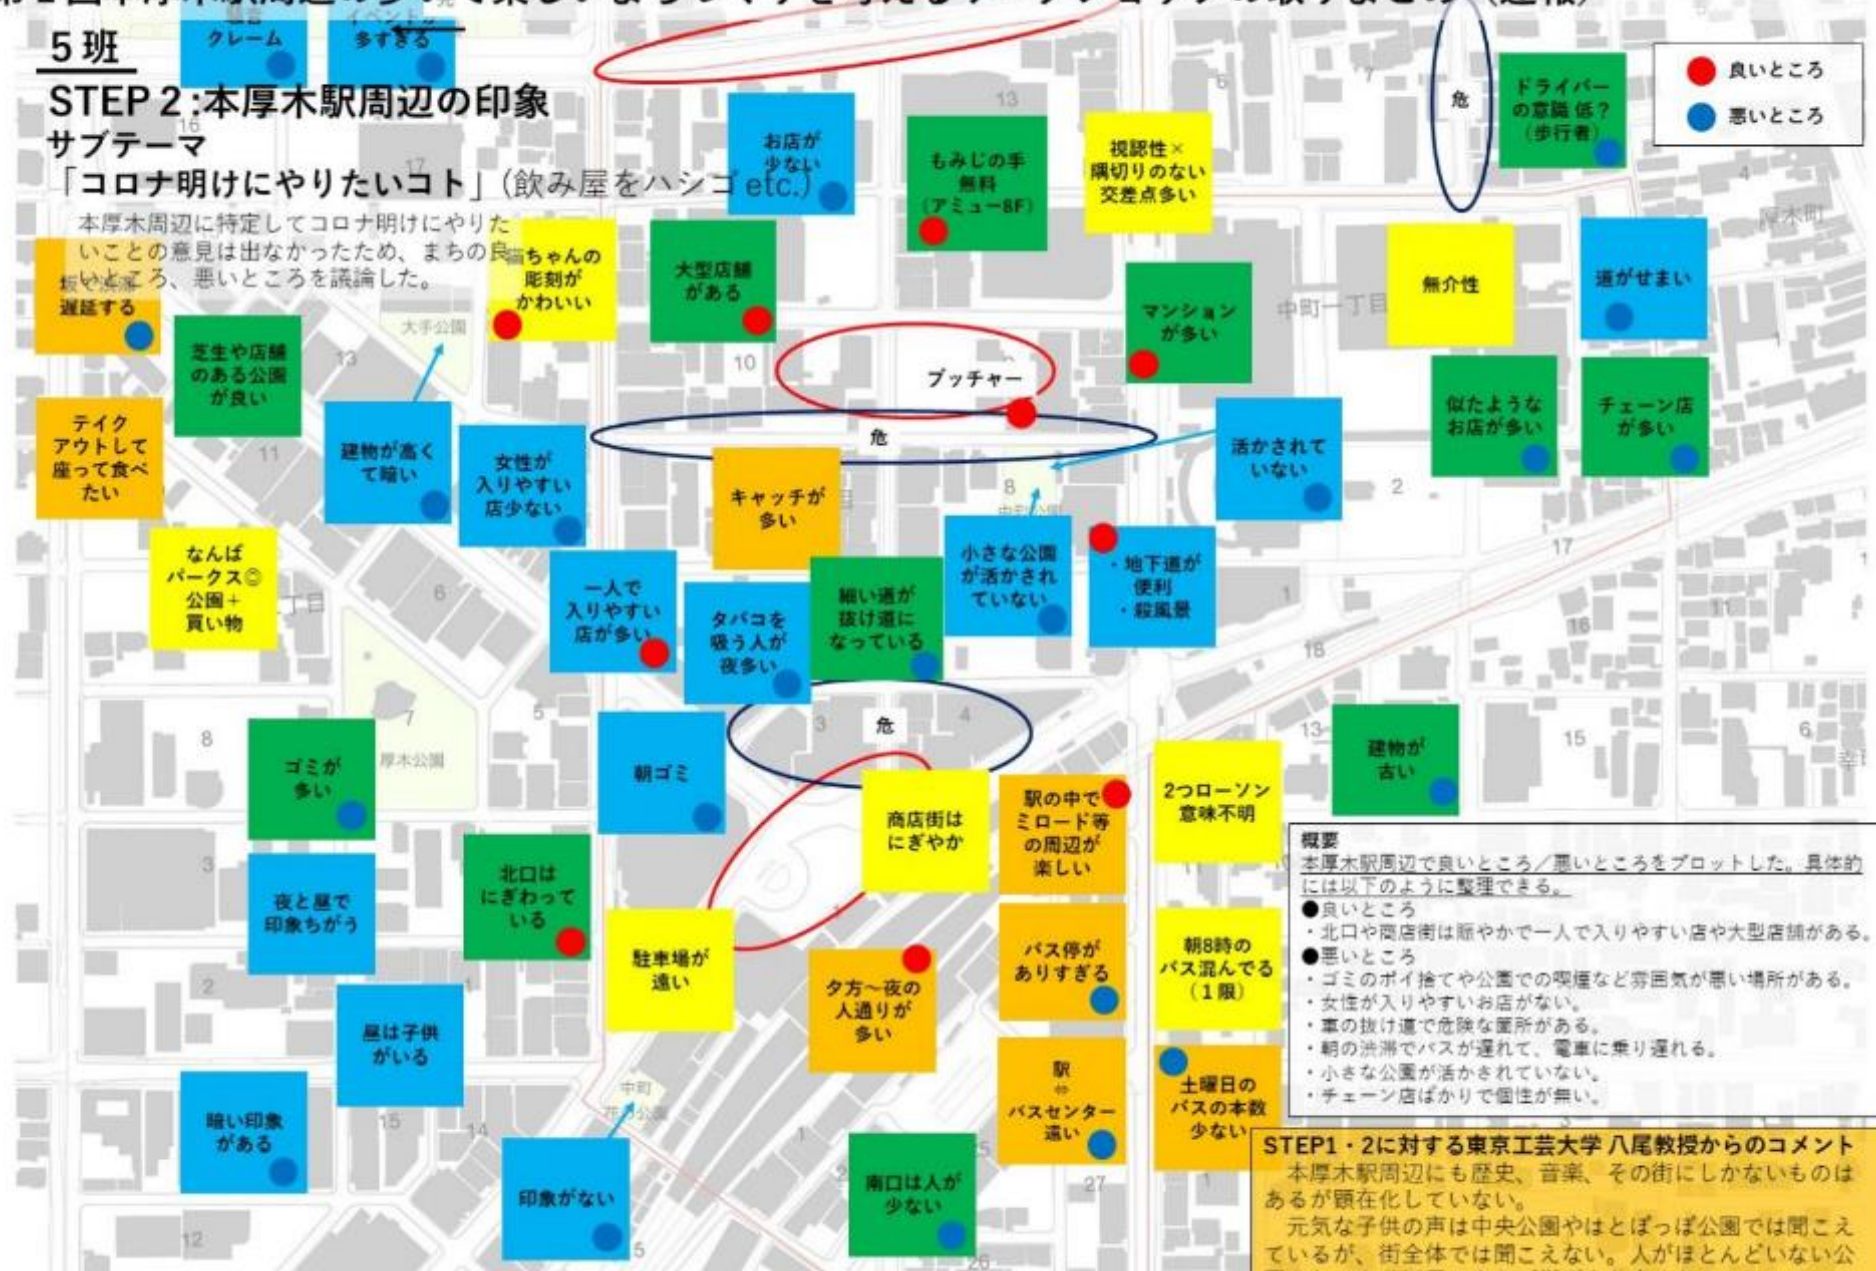 5班
クレーム
多すぎる
STEP2:本厚木駅周辺の印象
サブテーマ
「コロナ明けにやりたいコト」(飲み屋をハシゴ etc.)
本厚木周辺に特定してコロナ明けにやりた
いことの意見は出なかったため、まちの良
いところ、悪いところを議論した。
良いところ
悪いところ
危
ドライバー
の意識 低?
(歩行者)
お店が
少ない
もみじの手
無料
(アミュー8F)
視認性×
隅切りのない
交差点多い
遅延する
ちゃんの
彫刻が
かわいい
大型店舗
がある
マンション
が多い
中町一丁目
無介性
道がせまい
厚木町
大手公園
芝生や店舗
のある公園
が良い
ブッチャー
似たような
お店が多い
チェーン店
が多い
テイク
アウトして
座って食べ
たい
建物が高く
て暗い
女性が
入りやすい
店少ない
危
キャッチが
多い
活かされて
いない
なんば
パークス◎
公園+
買い物
一人で
入りやすい
店が多い
タバコを
吸う人が
夜多い
細い道が
抜け道に
なっている
小さな公園
が活かされ
ていない
・地下道が
便利
・殺風景
厚木公園
ゴミが
多い
朝ゴミ
危
商店街は
にぎやか
駅の中で
ミロード等
の周辺が
楽しい
2つローソン
意味不明
建物が
古い
夜と昼で
印象ちがう
北口は
にぎわって
いる
駐車場が
遠い
夕方〜夜の
人通りが
多い
バス停が
ありすぎる
朝8時の
バス混んでる
(1限)
昼は子供
がいる
暗い印象
がある
中町
印象がない
南口は人が
少ない
駅
⇔
バスセンター
遠い
土曜日の
バスの本数
少ない
概要
本厚木駅周辺で良いところ/悪いところをプロットした。具体的
には以下のように整理できる。
●良いところ
・北口や商店街は賑やかで一人で入りやすい店や大型店舗がある。
●悪いところ
・ゴミのポイ捨てや公園での喫煙など雰囲気が悪い場所がある。
・女性が入りやすいお店がない。
・車の抜け道で危険な箇所がある。
・朝の渋滞でバスが遅れて、電車に乗り遅れる。
・小さな公園が活かされていない。
・チェーン店ばかりで個性が無い。
STEP1・2に対する東京工芸大学 八尾教授からのコメント
本厚木駅周辺にも歴史、音楽、その街にしかないものは
あるが顕在化していない。
元気な子供の声は中央公園やはとぽっぽ公園では聞こえ
ているが、街全体では聞こえない。人がほとんどいない公